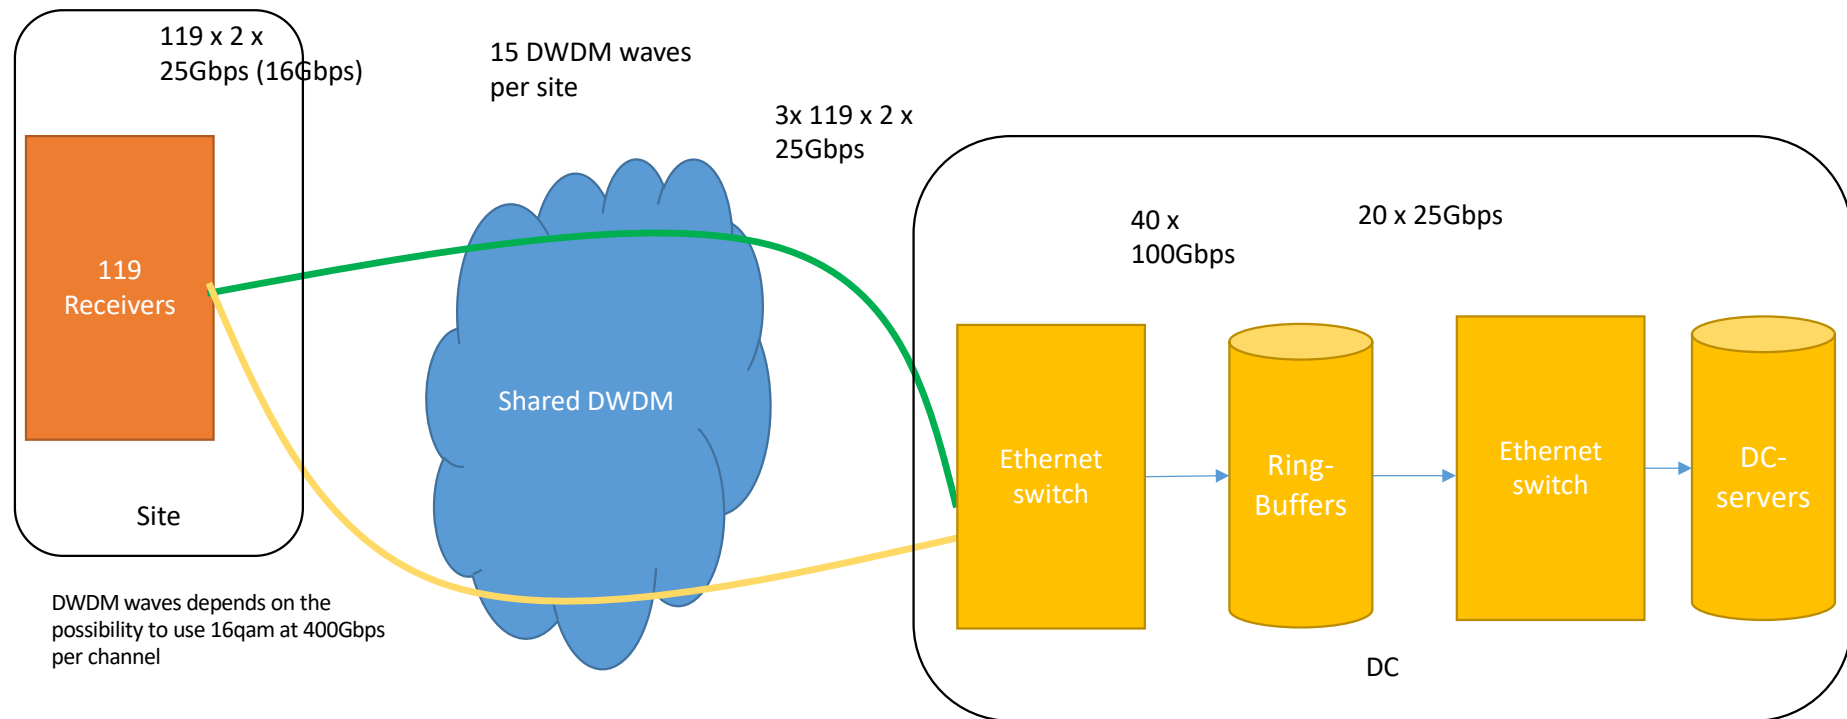 119 x 2 x
25Gbps (16Gbps)
15 DWDM waves
per site
3x 119 x 2 x
25Gbps
40 x
100Gbps
20 x 25Gbps
119
Receivers
Shared DWDM
Ethernet
switch
Ring-
Buffers
Ethernet
switch
DC-
servers
Site
DWDM waves depends on the
possibility to use 16qam at 400Gbps
per channel
DC